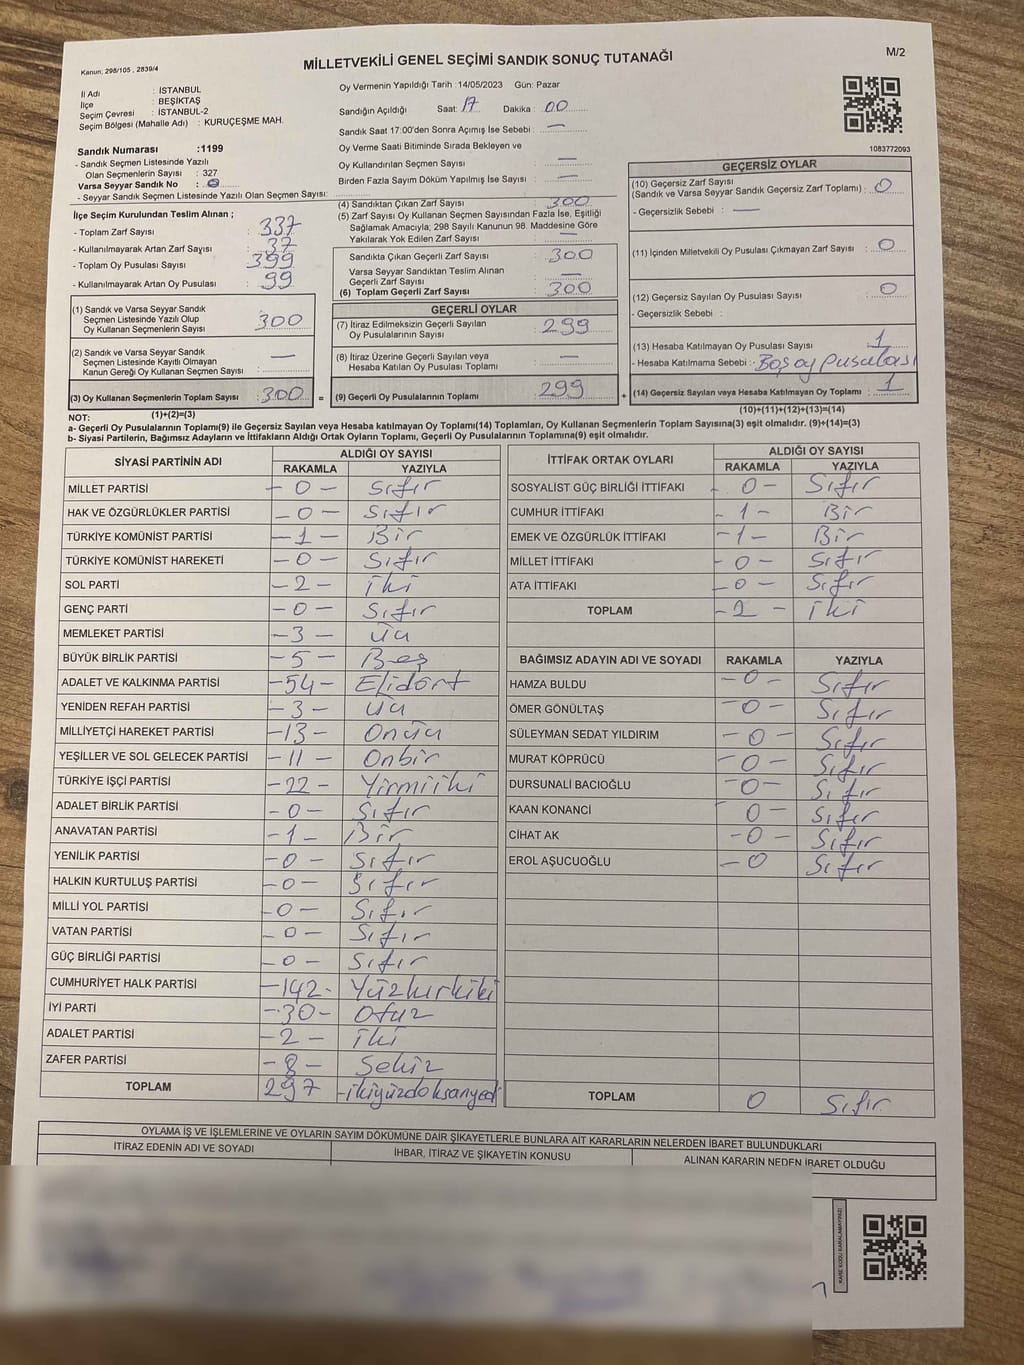 Kanun; 298/105 , 2839/4
MİLLETVEKİLİ GENEL SEÇİMİ SANDIK SONUÇ TUTANAĞI
M/2
İl Adı : İSTANBUL
İlçe : BEŞİKTAŞ
Seçim Çevresi : İSTANBUL-2
Seçim Bölgesi (Mahalle Adı) : KURUÇEŞME MAH.
Sandık Numarası :1199
- Sandık Seçmen Listesinde Yazılı
Olan Seçmenlerin Sayısı : 327
Varsa Seyyar Sandık No :
- Seyyar Sandık Seçmen Listesinde Yazılı Olan Seçmen Sayısı:
İlçe Seçim Kurulundan Teslim Alınan ;
- Toplam Zarf Sayısı : 337
- Kullanılmayarak Artan Zarf Sayısı : 37
- Toplam Oy Pusulası Sayısı : 399
- Kullanılmayarak Artan Oy Pusulası : 99
(1) Sandık ve Varsa Seyyar Sandık
Seçmen Listesinde Yazılı Olup
Oy Kullanan Seçmenlerin Sayısı : 300
(2) Sandık ve Varsa Seyyar Sandık
Seçmen Listesinde Kayıtlı Olmayan
Kanun Gereği Oy Kullanan Seçmen Sayısı : —
(3) Oy Kullanan Seçmenlerin Toplam Sayısı : 300 =
Oy Vermenin Yapıldığı Tarih : 14/05/2023 Gün: Pazar
Sandığın Açıldığı Saat: 17 Dakika : 00
Sandık Saat 17:00'den Sonra Açımış İse Sebebi : —
Oy Verme Saati Bitiminde Sırada Bekleyen ve
Oy Kullandırılan Seçmen Sayısı : —
Birden Fazla Sayım Döküm Yapılmış İse Sayısı : —
(4) Sandıktan Çıkan Zarf Sayısı : 300
(5) Zarf Sayısı Oy Kullanan Seçmen Sayısından Fazla İse, Eşitliği
Sağlamak Amacıyla; 298 Sayılı Kanunun 98. Maddesine Göre
Yakılarak Yok Edilen Zarf Sayısı : —
Sandıkta Çıkan Geçerli Zarf Sayısı : 300
Varsa Seyyar Sandıktan Teslim Alınan
Geçerli Zarf Sayısı : —
(6) Toplam Geçerli Zarf Sayısı : 300
GEÇERLİ OYLAR
(7) İtiraz Edilmeksizin Geçerli Sayılan
Oy Pusulalarının Sayısı : 299
(8) İtiraz Üzerine Geçerli Sayılan veya
Hesaba Katılan Oy Pusulası Toplamı : —
(9) Geçerli Oy Pusulalarının Toplamı : 299 +
1083772093
GEÇERSİZ OYLAR
(10) Geçersiz Zarf Sayısı
(Sandık ve Varsa Seyyar Sandık Geçersiz Zarf Toplamı) : 0
- Geçersizlik Sebebi : —
(11) İçinden Milletvekili Oy Pusulası Çıkmayan Zarf Sayısı : 0
(12) Geçersiz Sayılan Oy Pusulası Sayısı : 0
- Geçersizlik Sebebi :
(13) Hesaba Katılmayan Oy Pusulası Sayısı : 1
- Hesaba Katılmama Sebebi : Boş oy pusulası
(14) Geçersiz Sayılan veya Hesaba Katılmayan Oy Toplamı : 1
NOT: (1)+(2)=(3)
(10)+(11)+(12)+(13)=(14)
a- Geçerli Oy Pusulalarının Toplamı(9) ile Geçersiz Sayılan veya Hesaba katılmayan Oy Toplamı(14) Toplamları, Oy Kullanan Seçmenlerin Toplam Sayısına(3) eşit olmalıdır. (9)+(14)=(3)
b- Siyasi Partilerin, Bağımsız Adayların ve İttifakların Aldığı Ortak Oyların Toplamı, Geçerli Oy Pusulalarının Toplamına(9) eşit olmalıdır.
SİYASİ PARTİNİN ADI ALDIĞI OY SAYISI
RAKAMLA YAZIYLA
MİLLET PARTİSİ - 0 - Sıfır
HAK VE ÖZGÜRLÜKLER PARTİSİ - 0 - Sıfır
TÜRKİYE KOMÜNİST PARTİSİ - 1 - Bir
TÜRKİYE KOMÜNİST HAREKETİ - 0 - Sıfır
SOL PARTİ - 2 - iki
GENÇ PARTİ - 0 - Sıfır
MEMLEKET PARTİSİ - 3 - üç
BÜYÜK BİRLİK PARTİSİ - 5 - Beş
ADALET VE KALKINMA PARTİSİ - 54 - Elidört
YENİDEN REFAH PARTİSİ - 3 - üç
MİLLİYETÇİ HAREKET PARTİSİ - 13 - Onüç
YEŞİLLER VE SOL GELECEK PARTİSİ - 11 - Onbir
TÜRKİYE İŞÇİ PARTİSİ - 22 - Yirmiiki
ADALET BİRLİK PARTİSİ - 0 - Sıfır
ANAVATAN PARTİSİ - 1 - Bir
YENİLİK PARTİSİ - 0 - Sıfır
HALKIN KURTULUŞ PARTİSİ - 0 - Sıfır
MİLLİ YOL PARTİSİ - 0 - Sıfır
VATAN PARTİSİ - 0 - Sıfır
GÜÇ BİRLİĞİ PARTİSİ - 0 - Sıfır
CUMHURİYET HALK PARTİSİ - 142 - Yüzkırkiki
İYİ PARTİ - 30 - Otuz
ADALET PARTİSİ - 2 - iki
ZAFER PARTİSİ - 8 - Sekiz
TOPLAM 297 - ikiyüzdoksanyedi
İTTİFAK ORTAK OYLARI ALDIĞI OY SAYISI
RAKAMLA YAZIYLA
SOSYALİST GÜÇ BİRLİĞİ İTTİFAKI - 0 - Sıfır
CUMHUR İTTİFAKI - 1 - Bir
EMEK VE ÖZGÜRLÜK İTTİFAKI - 1 - Bir
MİLLET İTTİFAKI - 0 - Sıfır
ATA İTTİFAKI - 0 - Sıfır
TOPLAM - 2 - iki
BAĞIMSIZ ADAYIN ADI VE SOYADI RAKAMLA YAZIYLA
HAMZA BULDU - 0 - Sıfır
ÖMER GÖNÜLTAŞ - 0 - Sıfır
SÜLEYMAN SEDAT YILDIRIM - 0 - Sıfır
MURAT KÖPRÜCÜ - 0 - Sıfır
DURSUNALİ BACIOĞLU - 0 - Sıfır
KAAN KONANCİ 0 - Sıfır
CİHAT AK - 0 - Sıfır
EROL AŞUCUOĞLU - 0 Sıfır
TOPLAM 0 Sıfır
OYLAMA İŞ VE İŞLEMLERİNE VE OYLARIN SAYIM DÖKÜMÜNE DAİR ŞİKAYETLERLE BUNLARA AİT KARARLARIN NELERDEN İBARET BULUNDUKLARI
İTİRAZ EDENİN ADI VE SOYADI İHBAR, İTİRAZ VE ŞİKAYETİN KONUSU ALINAN KARARIN NEDEN İBARET OLDUĞU
KARE KODU KARALAMAYINIZ!